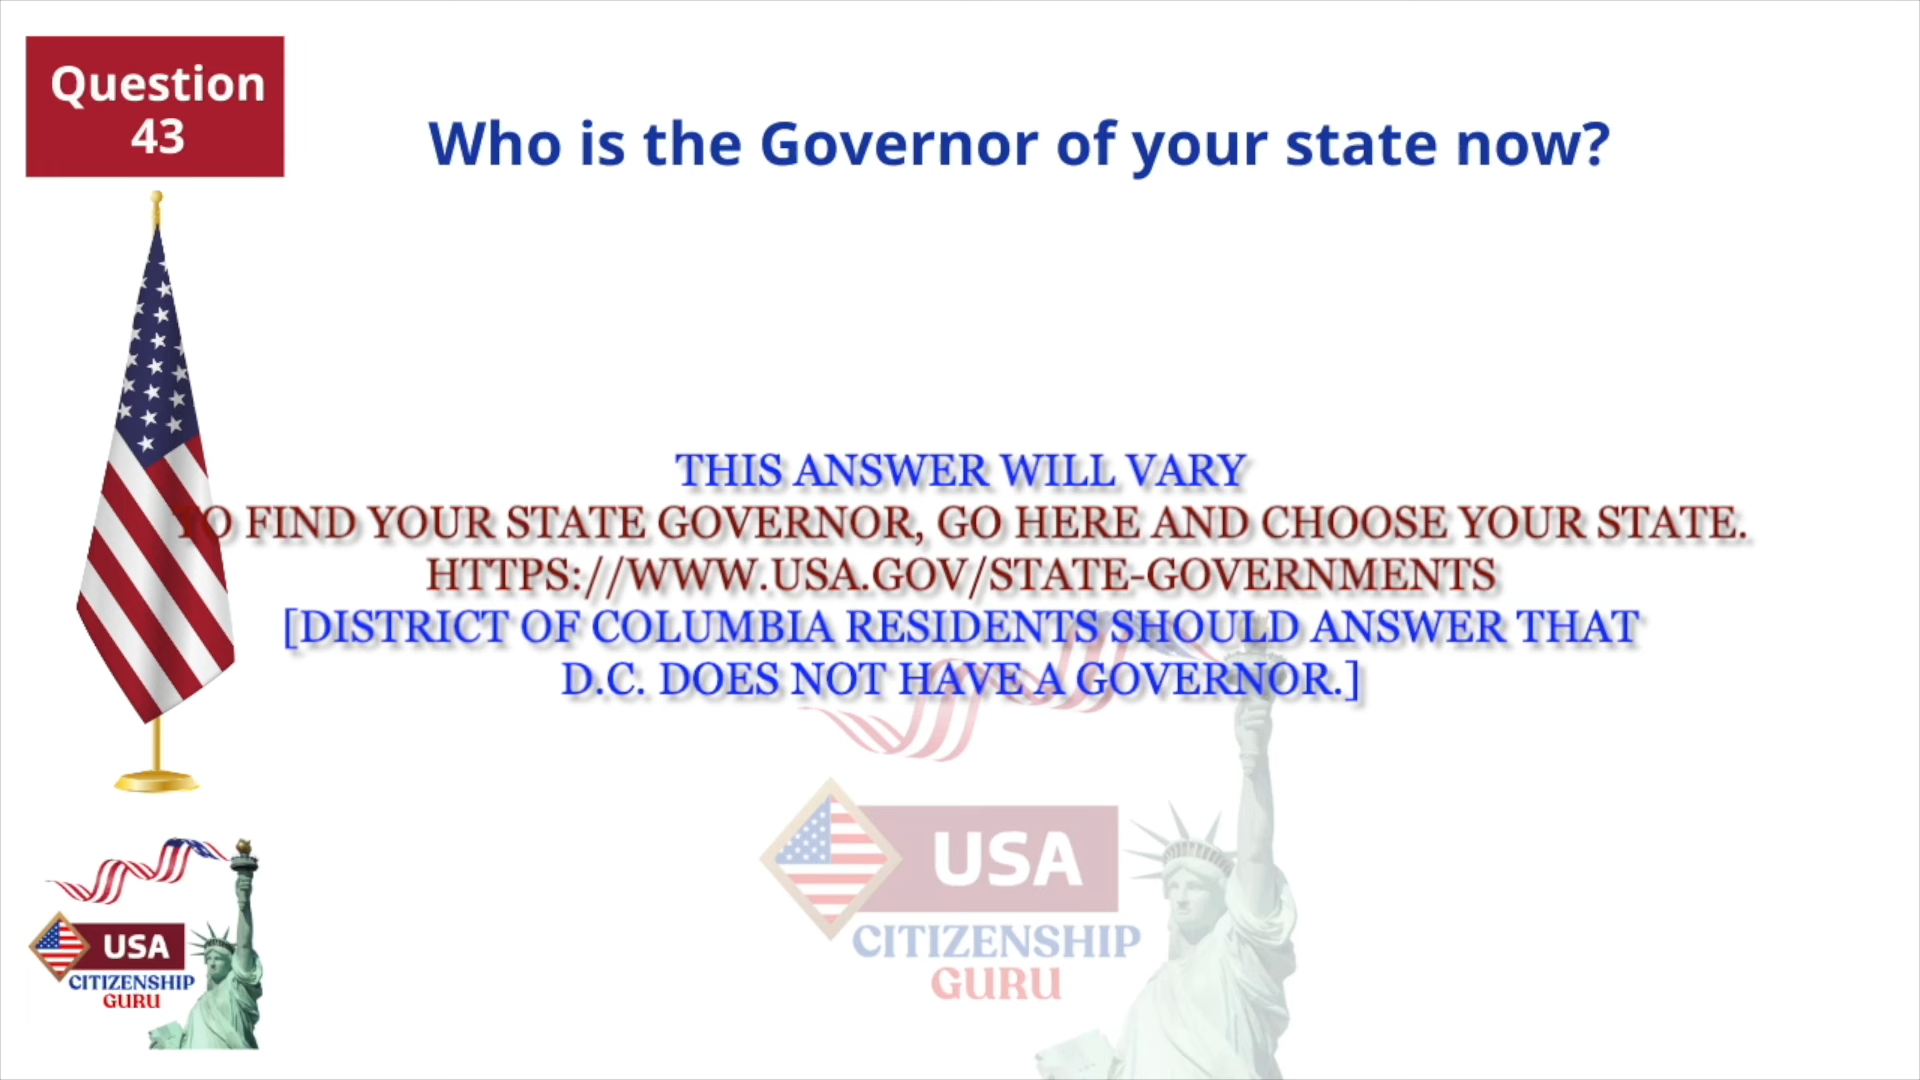 Question
43
Who is the Governor of your state now?
THIS ANSWER WILL VARY
TO FIND YOUR STATE GOVERNOR, GO HERE AND CHOOSE YOUR STATE.
HTTPS://WWW.USA.GOV/STATE-GOVERNMENTS
[DISTRICT OF COLUMBIA RESIDENTS SHOULD ANSWER THAT
D.C. DOES NOT HAVE A GOVERNOR.]
USA
CITIZENSHIP
GURU
USA
CITIZENSHIP
GURU